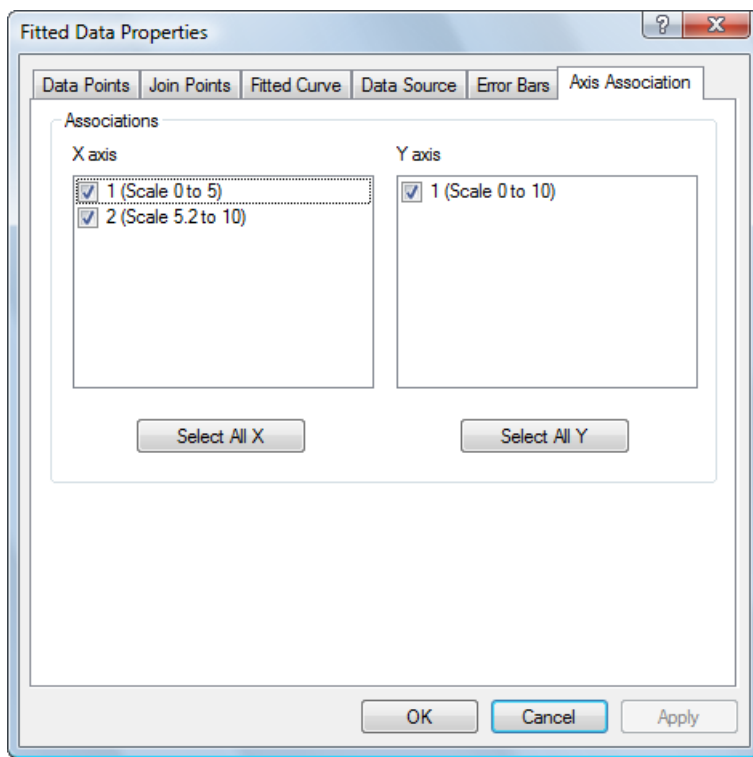 Fitted Data Properties
?
Data Points Join Points Fitted Curve Data Source Error Bars Axis Association
Associations
X axis Y axis
1 (Scale 0 to 5) 1 (Scale 0 to 10)
2 (Scale 5.2 to 10)
Select All X Select All Y
OK Cancel Apply